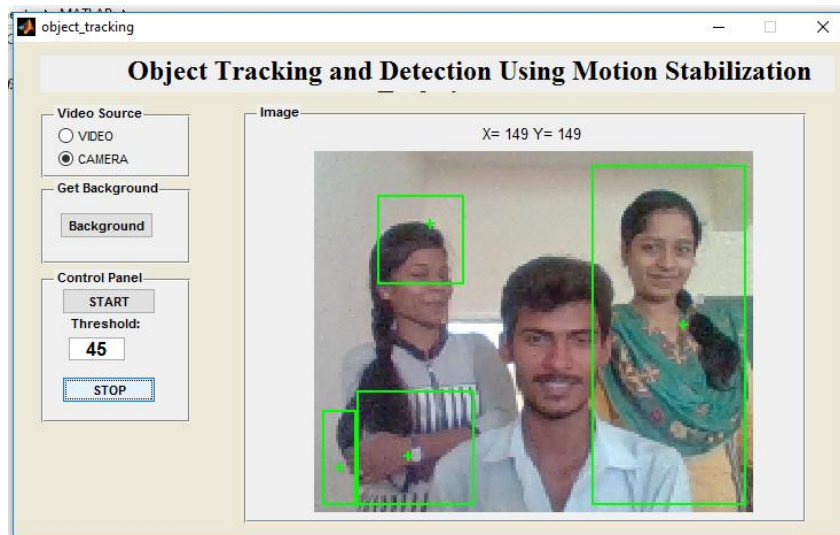 MATLAB
object_tracking
Object Tracking and Detection Using Motion Stabilization
Video Source
VIDEO
CAMERA
Get Background
Background
Control Panel
START
Threshold:
45
STOP
Image
X= 149 Y= 149